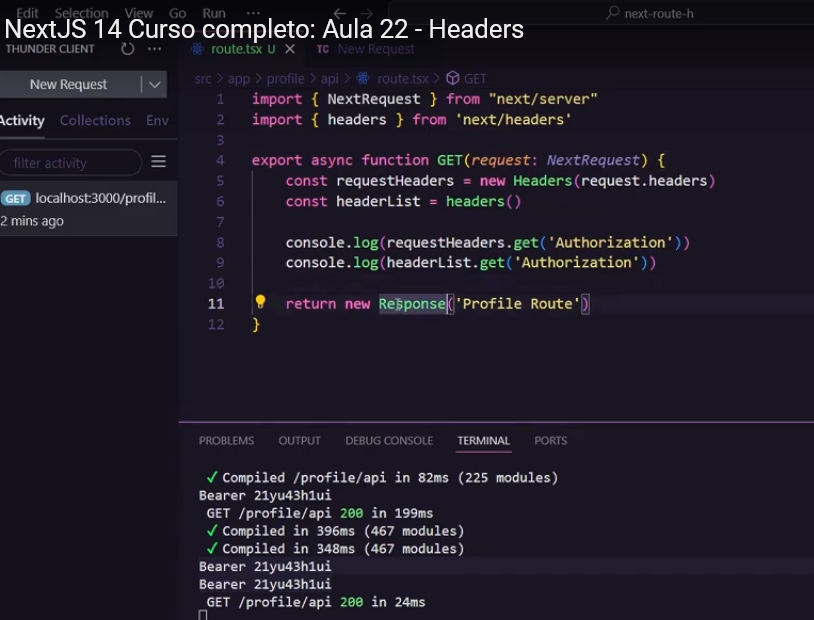 Edit Selection View Go Run ··· next-route-h
NextJS 14 Curso completo: Aula 22 - Headers
THUNDER CLIENT ··· route.tsx U TC New Request
src > app > profile > api > route.tsx > GET
New Request
Activity Collections Env
filter activity
GET localhost:3000/profil...
2 mins ago
1 import { NextRequest } from "next/server"
2 import { headers } from 'next/headers'
3
4 export async function GET(request: NextRequest) {
5 const requestHeaders = new Headers(request.headers)
6 const headerList = headers()
7
8 console.log(requestHeaders.get('Authorization'))
9 console.log(headerList.get('Authorization'))
10
11 return new Response('Profile Route')
12 }
PROBLEMS OUTPUT DEBUG CONSOLE TERMINAL PORTS
✓ Compiled /profile/api in 82ms (225 modules)
Bearer 21yu43h1ui
GET /profile/api 200 in 199ms
✓ Compiled in 396ms (467 modules)
✓ Compiled in 348ms (467 modules)
Bearer 21yu43h1ui
Bearer 21yu43h1ui
GET /profile/api 200 in 24ms